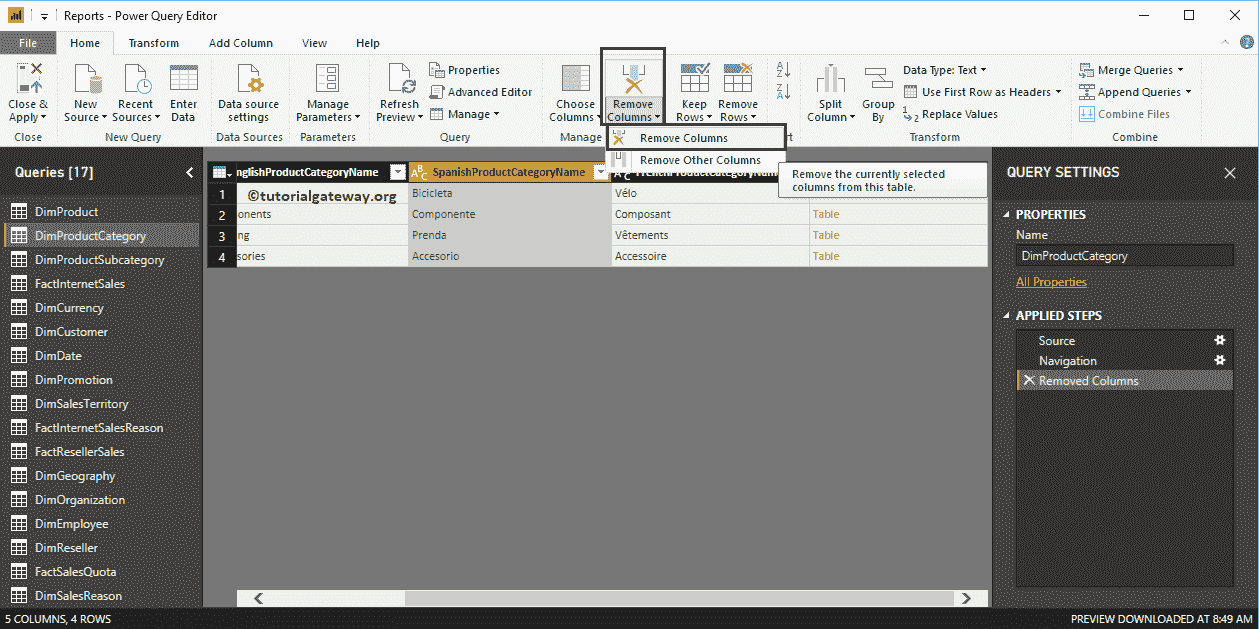 Reports - Power Query Editor
File Home Transform Add Column View Help
Close & Apply
New Source
Recent Sources
Enter Data
Data source settings
Manage Parameters
Refresh Preview
Properties
Advanced Editor
Manage
Choose Columns
Remove Columns
Keep Rows
Remove Rows
Split Column
Group By
Data Type: Text
Use First Row as Headers
Replace Values
Merge Queries
Append Queries
Combine Files
Close New Query Data Sources Parameters Query Manage rt Transform Combine
Remove Columns
Remove Other Columns
Remove the currently selected
columns from this table.
Queries [17]
DimProduct
DimProductCategory
DimProductSubcategory
FactInternetSales
DimCurrency
DimCustomer
DimDate
DimPromotion
DimSalesTerritory
FactInternetSalesReason
FactResellerSales
DimGeography
DimOrganization
DimEmployee
DimReseller
FactSalesQuota
DimSalesReason
nglishProductCategoryName SpanishProductCategoryName FrenchProductCategoryName
1 ©tutorialgateway.org Bicicleta Vélo
2 onents Componente Composant Table
3 ng Prenda Vêtements Table
4 sories Accesorio Accessoire Table
QUERY SETTINGS
PROPERTIES
Name
DimProductCategory
All Properties
APPLIED STEPS
Source
Navigation
Removed Columns
5 COLUMNS, 4 ROWS
PREVIEW DOWNLOADED AT 8:49 AM